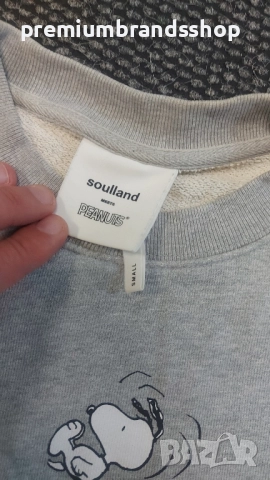 premiumbrandsshop
soulland
MEETS
PEANUTS
SMALL
BAZAR